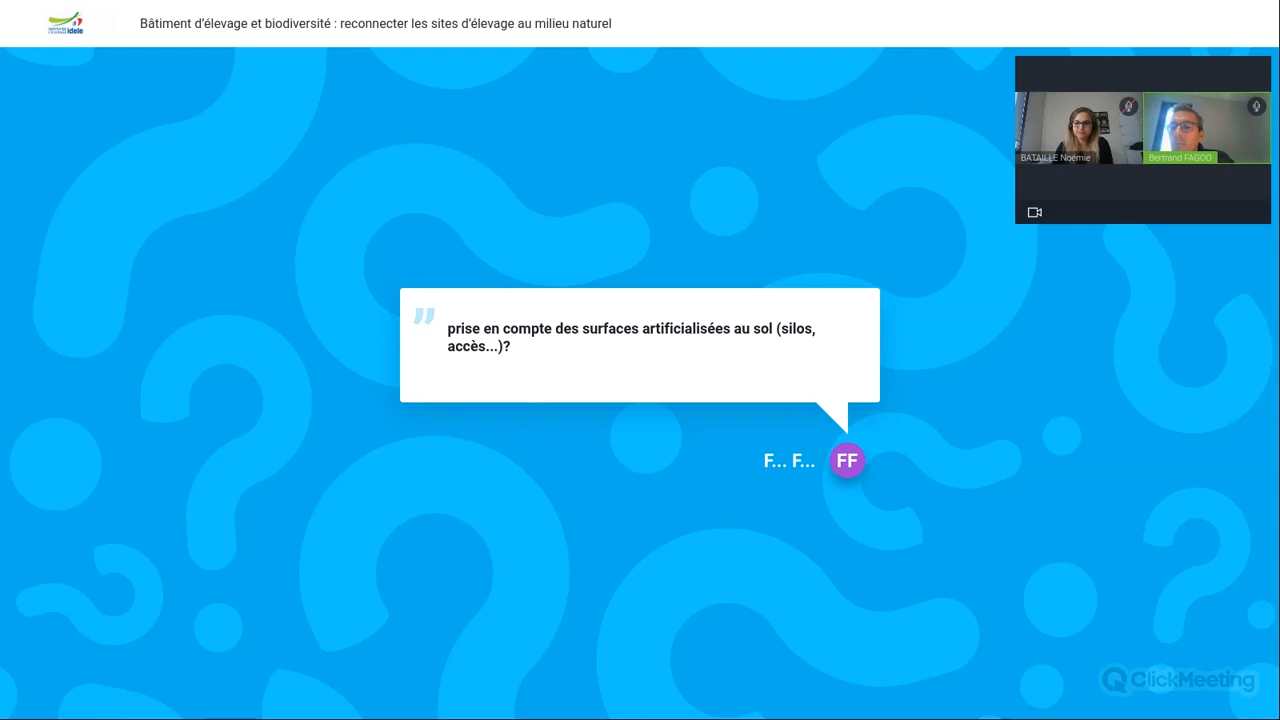 idele
Bâtiment d’élevage et biodiversité : reconnecter les sites d’élevage au milieu naturel
BATAILLE Noémie
Bertrand FAGOO
prise en compte des surfaces artificialisées au sol (silos,
accès...)?
F... F...
FF
ClickMeeting